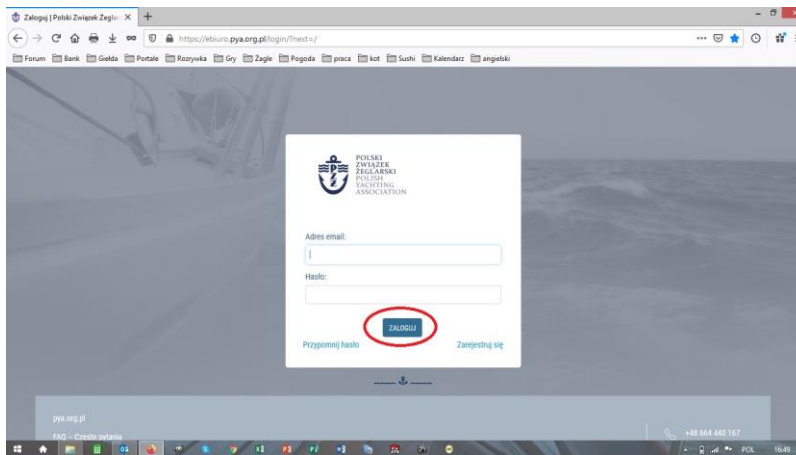 Zaloguj | Polski Związek Żeglar
https://ebiuro.pya.org.pl/login/?next=/
Forum Bank Giełda Portale Rozrywka Gry Zagle Pogoda praca kot Sushi Kalendarz angielski
POLSKI
ZWIĄZEK
ŻEGLARSKI
POLISH
YACHTING
ASSOCIATION
Adres email:
Hasło:
ZALOGUJ
Przypomnij hasło Zarejestruj się
pya.org.pl
+48 664 440 167
FAQ – Częste pytania
POL 16:49